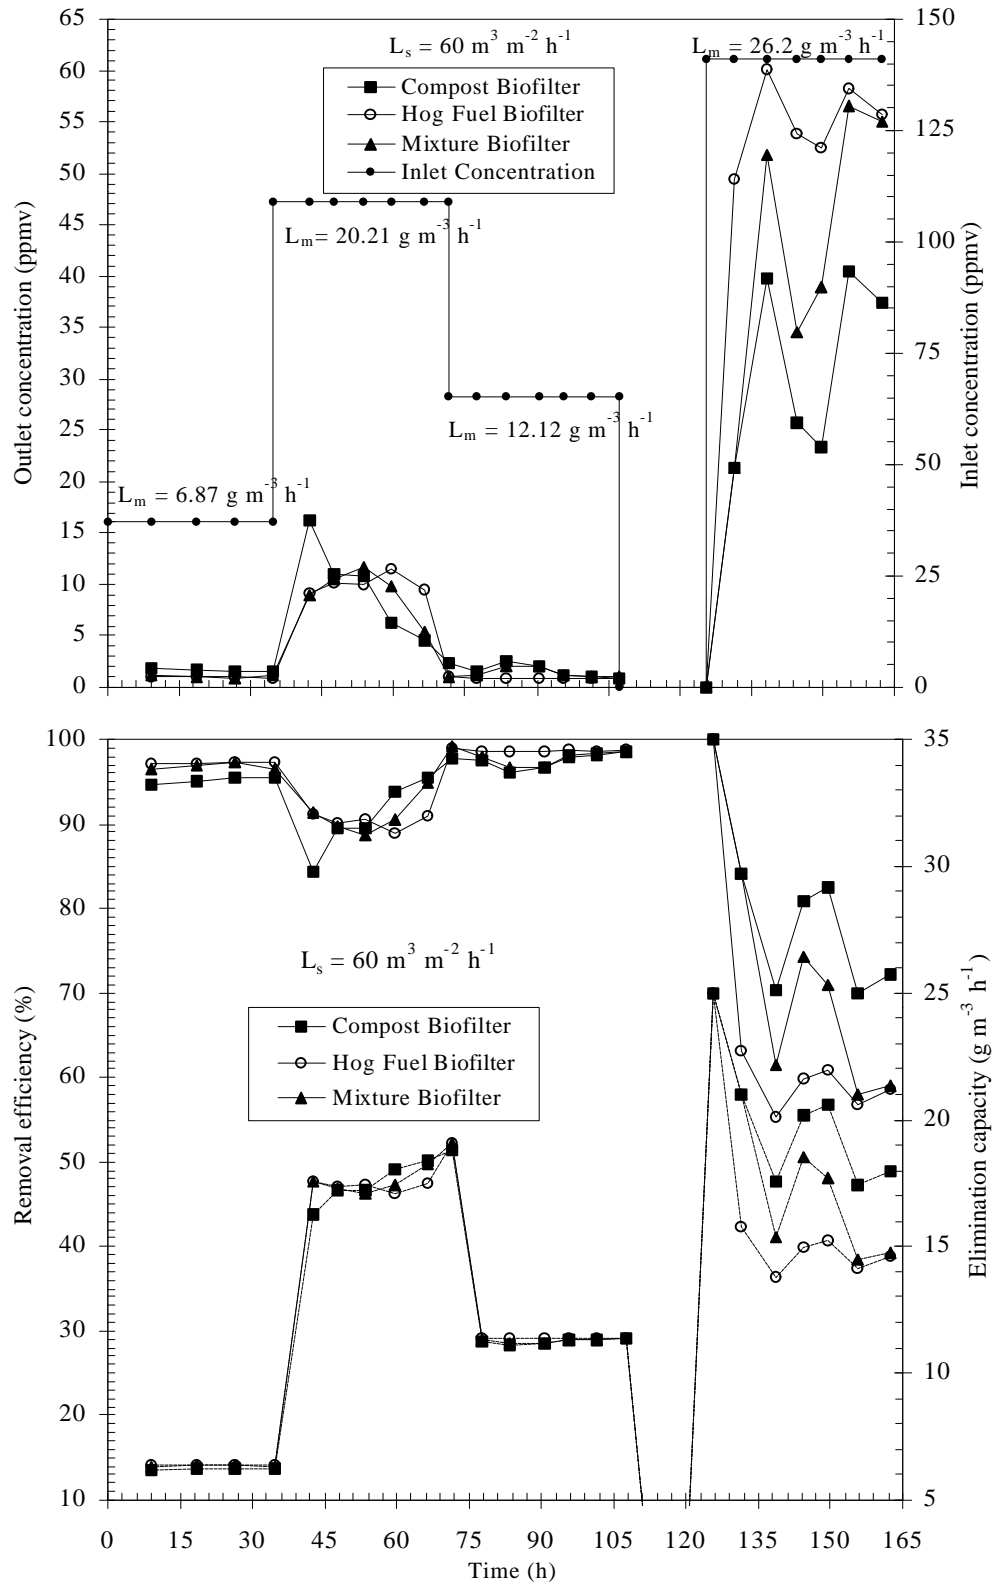 65
60
55
50
45
40
35
30
25
20
15
10
5
0
Outlet concentration (ppmv)
150
125
100
75
50
25
0
Inlet concentration (ppmv)
Lₛ = 60 m³ m⁻² h⁻¹
Lₘ = 26.2 g m⁻³ h⁻¹
Compost Biofilter
Hog Fuel Biofilter
Mixture Biofilter
Inlet Concentration
Lₘ= 20.21 g m⁻³ h⁻¹
Lₘ = 12.12 g m⁻³ h⁻¹
Lₘ = 6.87 g m⁻³ h⁻¹
100
90
80
70
60
50
40
30
20
10
Removal efficiency (%)
35
30
25
20
15
10
5
Elimination capacity (g m⁻³ h⁻¹)
Lₛ = 60 m³ m⁻² h⁻¹
Compost Biofilter
Hog Fuel Biofilter
Mixture Biofilter
0 15 30 45 60 75 90 105 120 135 150 165
Time (h)